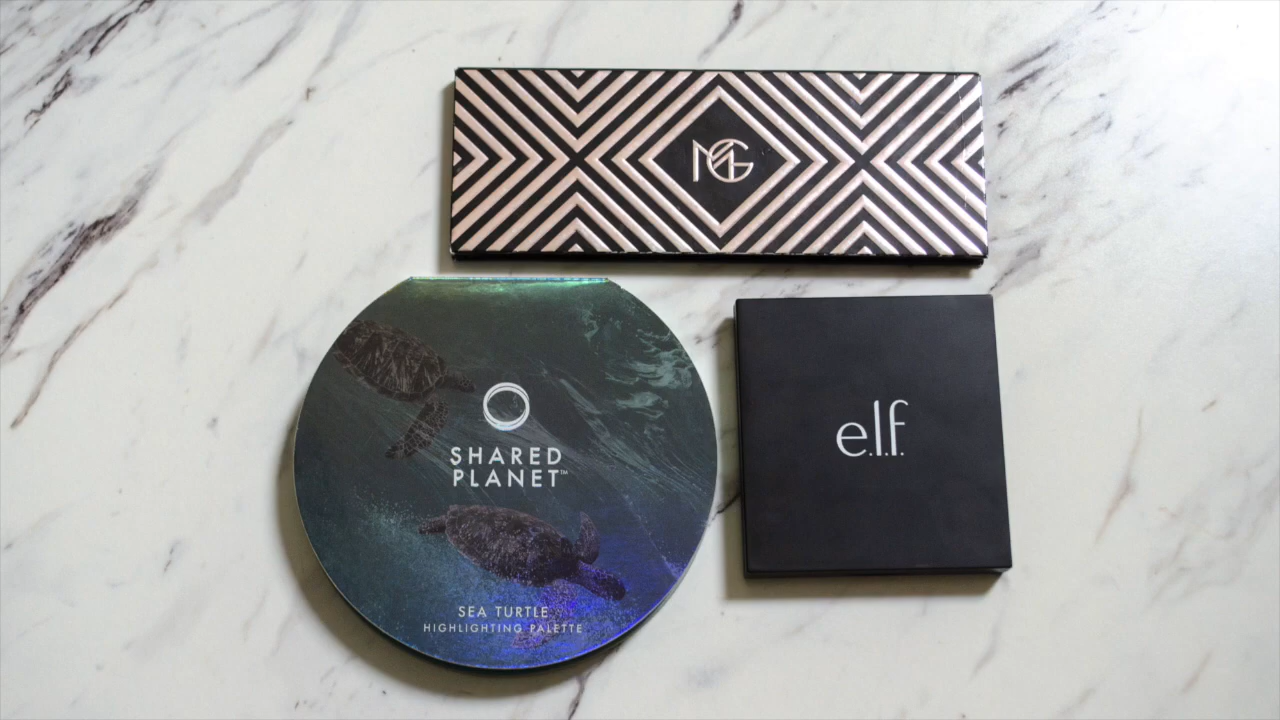 MG
SHARED
PLANET™
SEA TURTLE
HIGHLIGHTING PALETTE
e.l.f.